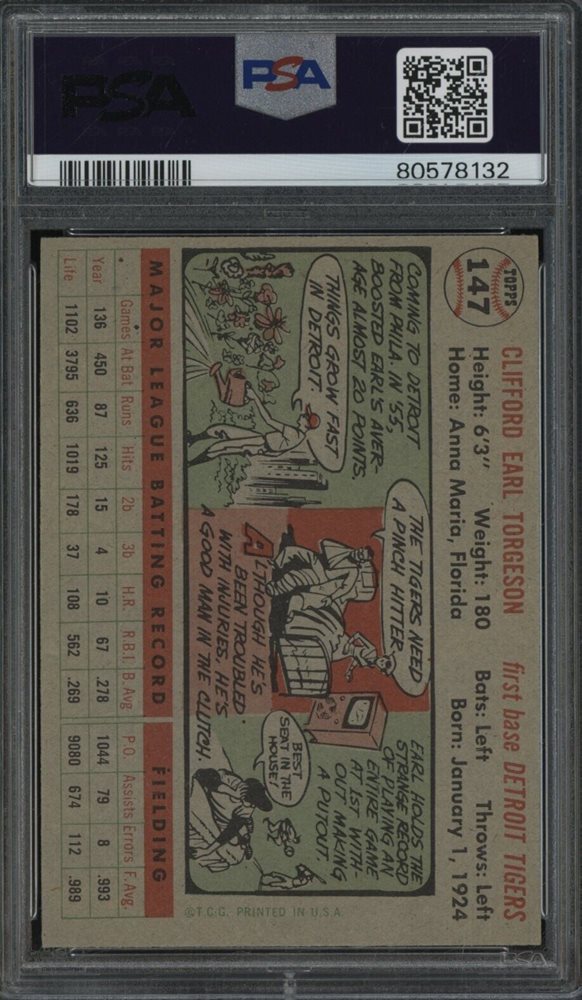 PSA
PSA
80578132
TOPPS
147
CLIFFORD EARL TORGESON
first base DETROIT TIGERS
Height: 6'3" Weight: 180 Bats: Left Throws: Left
Home: Anna Maria, Florida Born: January 1, 1924
COMING TO DETROIT
FROM PHILA. IN '55,
BOOSTED EARL'S AVER-
AGE ALMOST 20 POINTS.
THINGS GROW FAST
IN DETROIT.
THE TIGERS NEED
A PINCH HITTER
ALTHOUGH HE'S
BEEN TROUBLED
WITH INJURIES, HE'S
A GOOD MAN IN THE CLUTCH.
EARL HOLDS THE
STRANGE RECORD
OF PLAYING AN
ENTIRE GAME
AT 1ST WITH-
OUT MAKING
A PUTOUT.
BEST
SEAT IN THE
HOUSE!
MAJOR LEAGUE BATTING RECORD FIELDING
Games At Bat Runs Hits 2b 3b H.R. R.B.I. B.Avg. P.O. Assists Errors F.Avg.
Year 136 450 87 125 15 4 10 67 .278 1044 79 8 .993
Life 1102 3795 636 1019 178 37 108 562 .269 9080 674 112 .989
©T.C.G. PRINTED IN U.S.A.